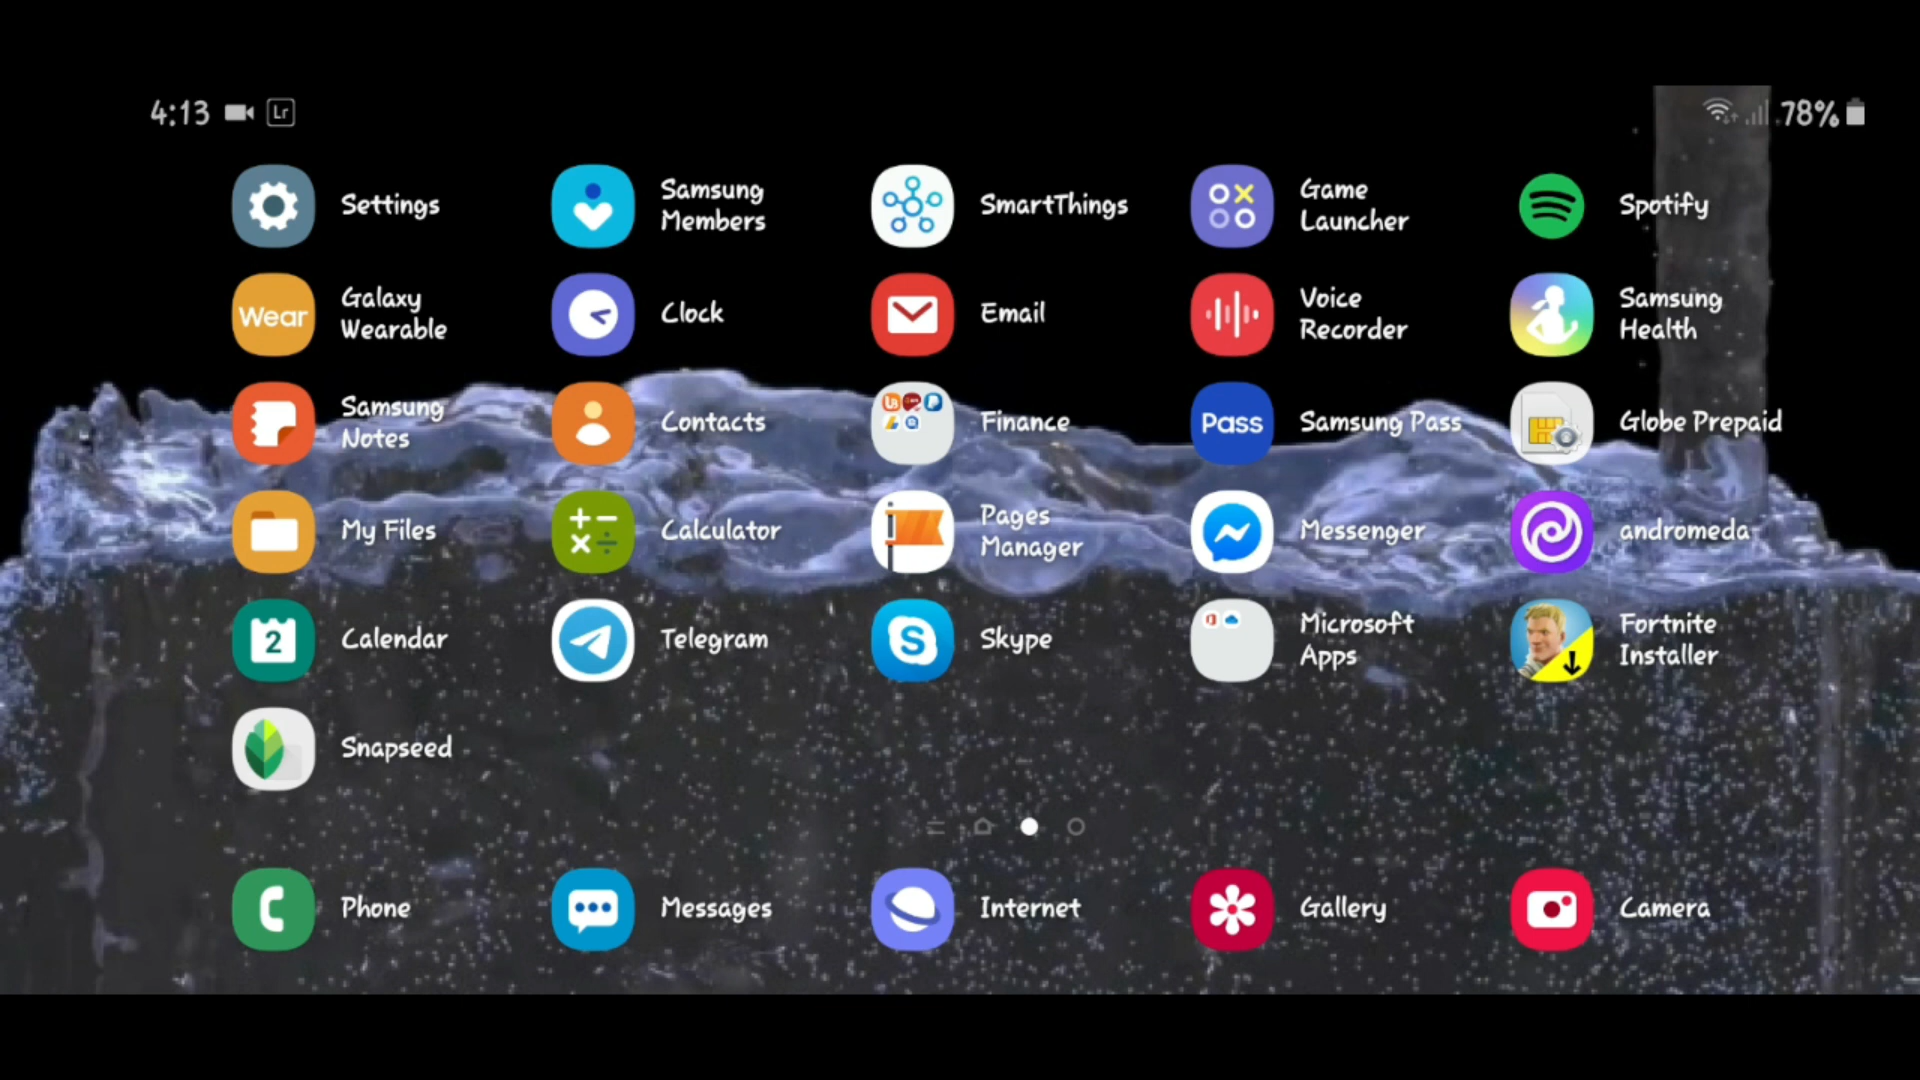 4:13 Lr 78%
Settings
Samsung
Members
SmartThings
Game
Launcher
Spotify
Wear
Galaxy
Wearable
Clock
Email
Voice
Recorder
Samsung
Health
Samsung
Notes
Contacts
Finance
Pass
Samsung Pass
Globe Prepaid
My Files
Calculator
Pages
Manager
Messenger
andromeda
2
Calendar
Telegram
S
Skype
Microsoft
Apps
Fortnite
Installer
Snapseed
Phone
Messages
Internet
Gallery
Camera